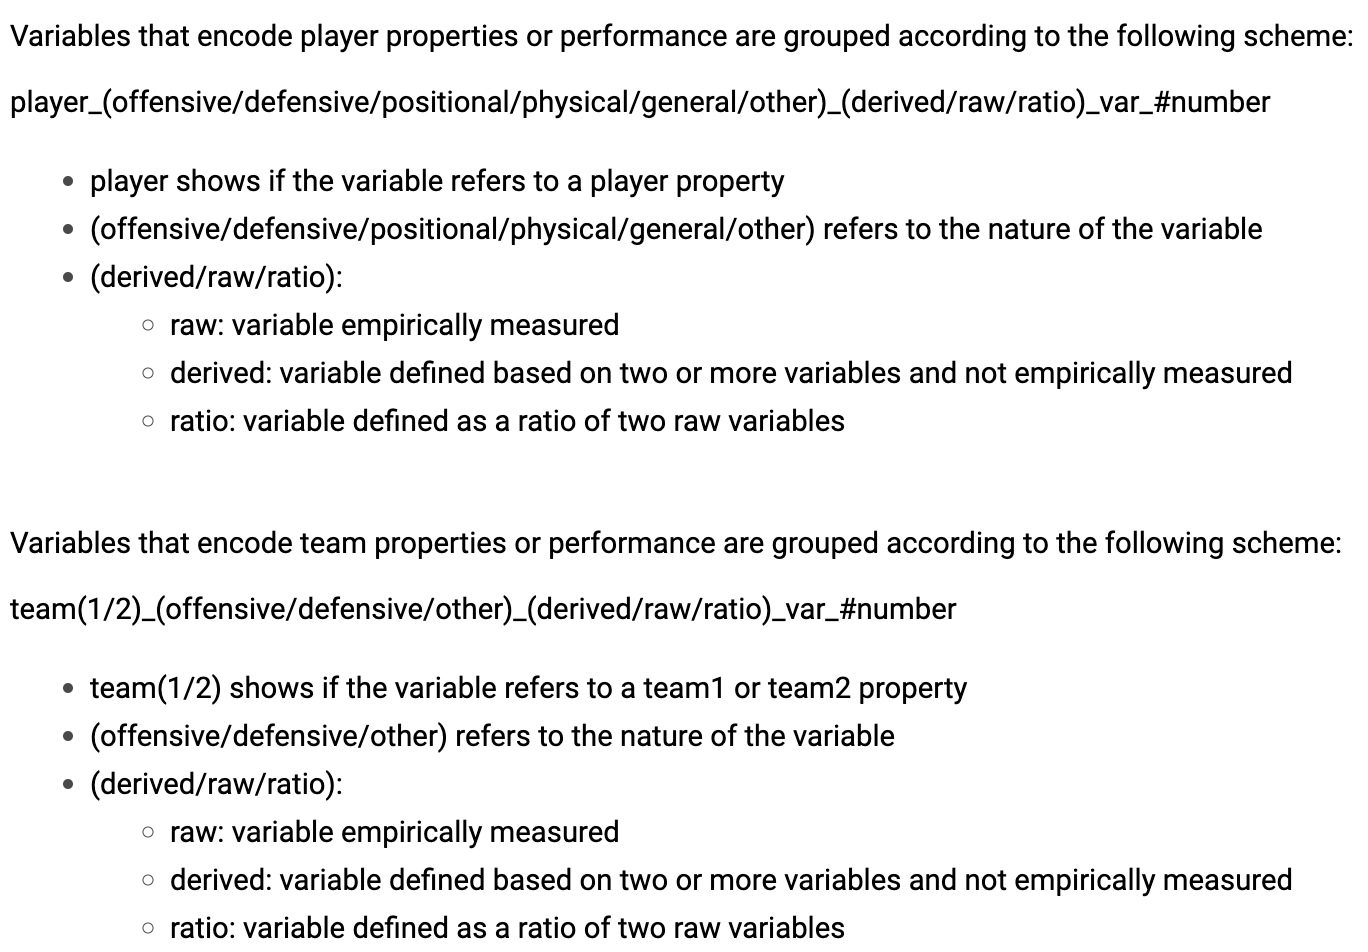 Variables that encode player properties or performance are grouped according to the following scheme:
player_(offensive/defensive/positional/physical/general/other)_(derived/raw/ratio)_var_#number
player shows if the variable refers to a player property
(offensive/defensive/positional/physical/general/other) refers to the nature of the variable
(derived/raw/ratio):
raw: variable empirically measured
derived: variable defined based on two or more variables and not empirically measured
ratio: variable defined as a ratio of two raw variables
Variables that encode team properties or performance are grouped according to the following scheme:
team(1/2)_(offensive/defensive/other)_(derived/raw/ratio)_var_#number
team(1/2) shows if the variable refers to a team1 or team2 property
(offensive/defensive/other) refers to the nature of the variable
(derived/raw/ratio):
raw: variable empirically measured
derived: variable defined based on two or more variables and not empirically measured
ratio: variable defined as a ratio of two raw variables